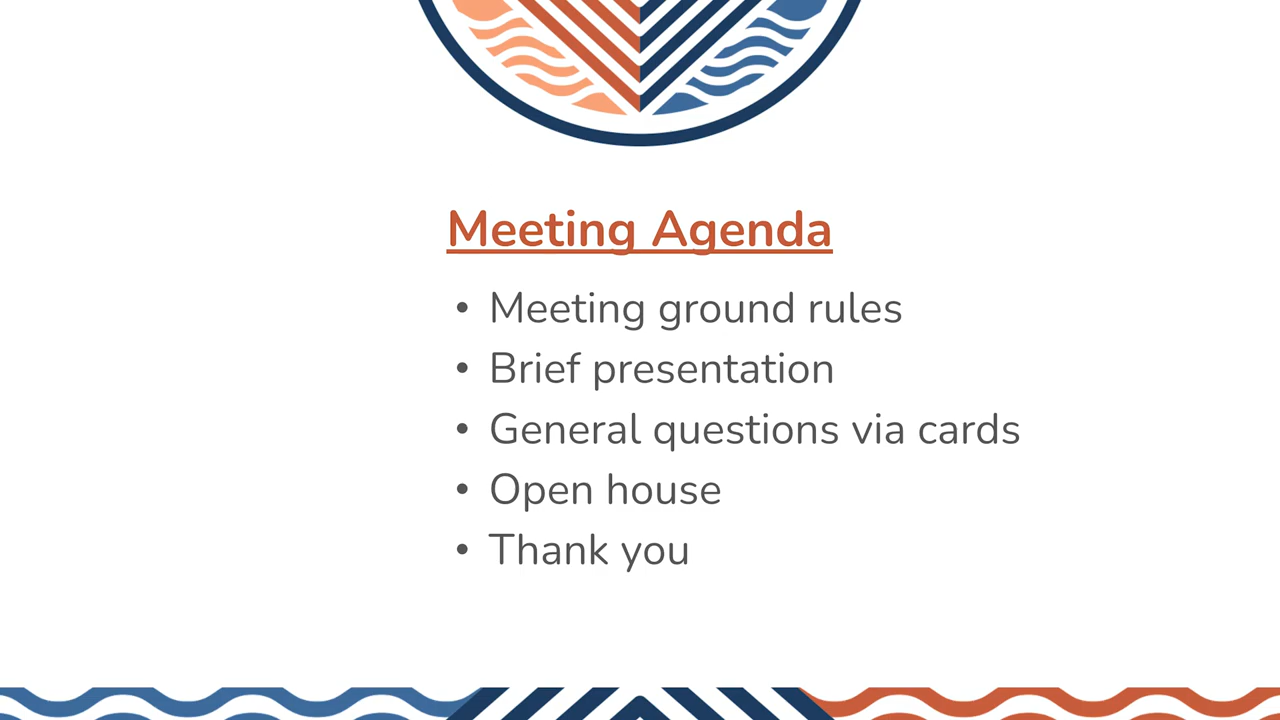 Meeting Agenda
• Meeting ground rules
• Brief presentation
• General questions via cards
• Open house
• Thank you